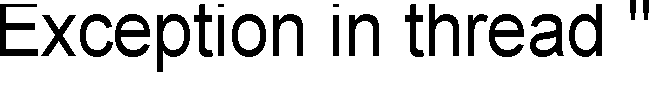 Exception in thread "